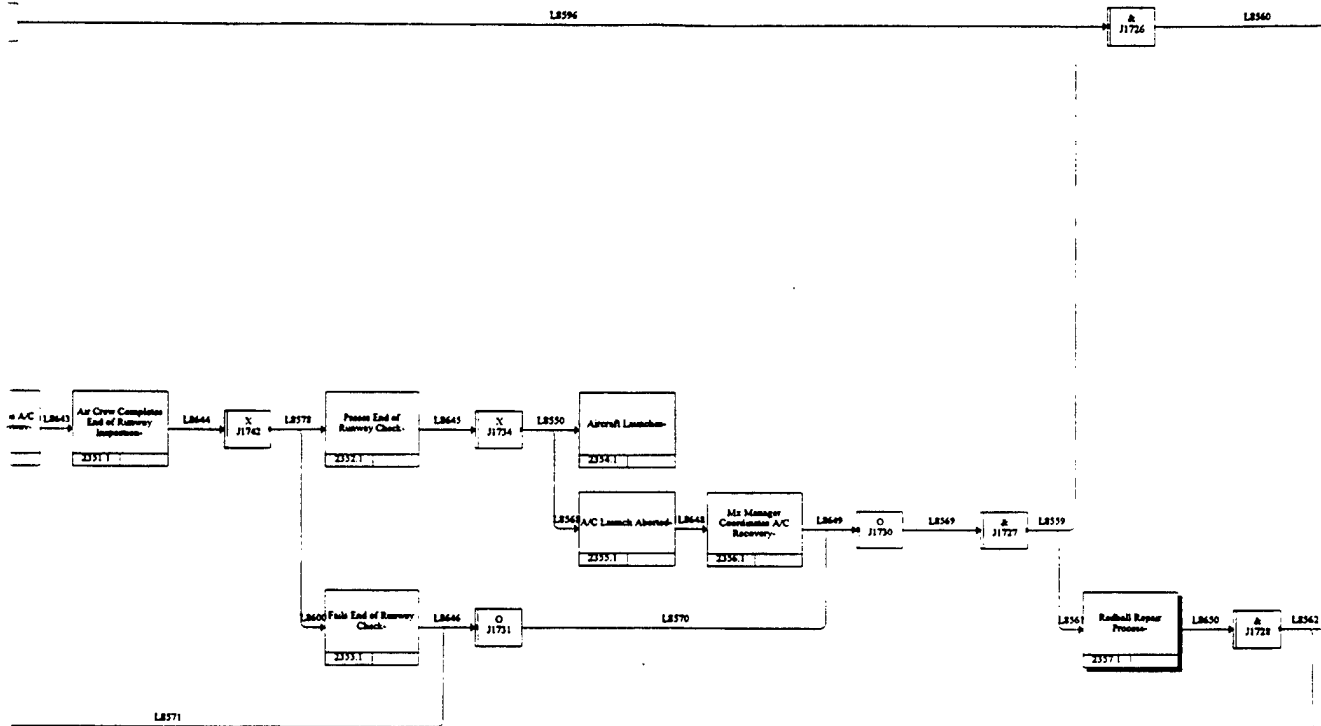 L8596
&
J1726
L8560
s A/C
L8643
Air Crew Completes
End of Runway
Inspection-
2351.1
L8644
X
J1742
L8578
Passes End of
Runway Check-
2352.1
L8645
X
J1734
L8550
Aircraft Launches-
2354.1
L8568
A/C Launch Aborted-
2355.1
L8648
Mx Manager
Coordinates A/C
Recovery-
2356.1
L8649
O
J1730
L8569
&
J1727
L8559
L8600
Fails End of Runway
Check-
2353.1
L8646
O
J1731
L8570
L8561
Redball Repair
Process-
2357.1
L8650
&
J1728
L8562
L8571